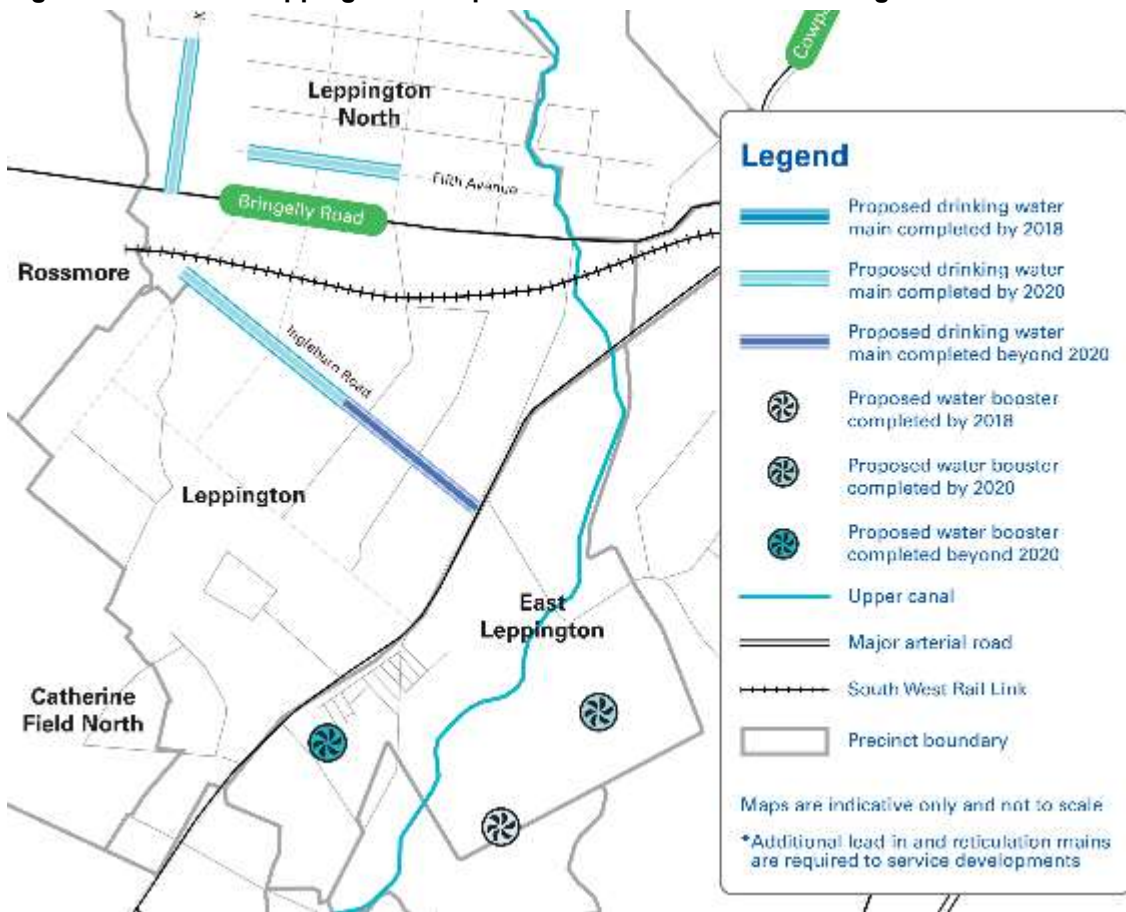 Leppington
North
Fifth Avenue
Bringelly Road
Rossmore
Ingleburn Road
Leppington
East
Leppington
Catherine
Field North
Legend
Proposed drinking water
main completed by 2018
Proposed drinking water
main completed by 2020
Proposed drinking water
main completed beyond 2020
Proposed water booster
completed by 2018
Proposed water booster
completed by 2020
Proposed water booster
completed beyond 2020
Upper canal
Major arterial road
South West Rail Link
Precinct boundary
Maps are indicative only and not to scale
*Additional lead in and reticulation mains
are required to service developments